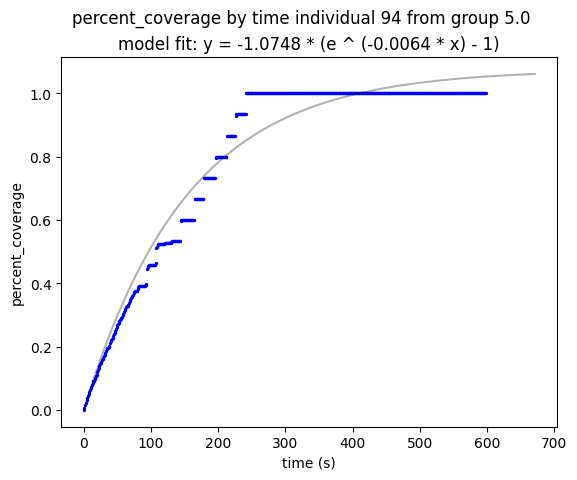 percent_coverage by time individual 94 from group 5.0
model fit: y = -1.0748 * (e ^ (-0.0064 * x) - 1)
1.0
0.8
0.6
0.4
0.2
0.0
percent_coverage
0 100 200 300 400 500 600 700
time (s)